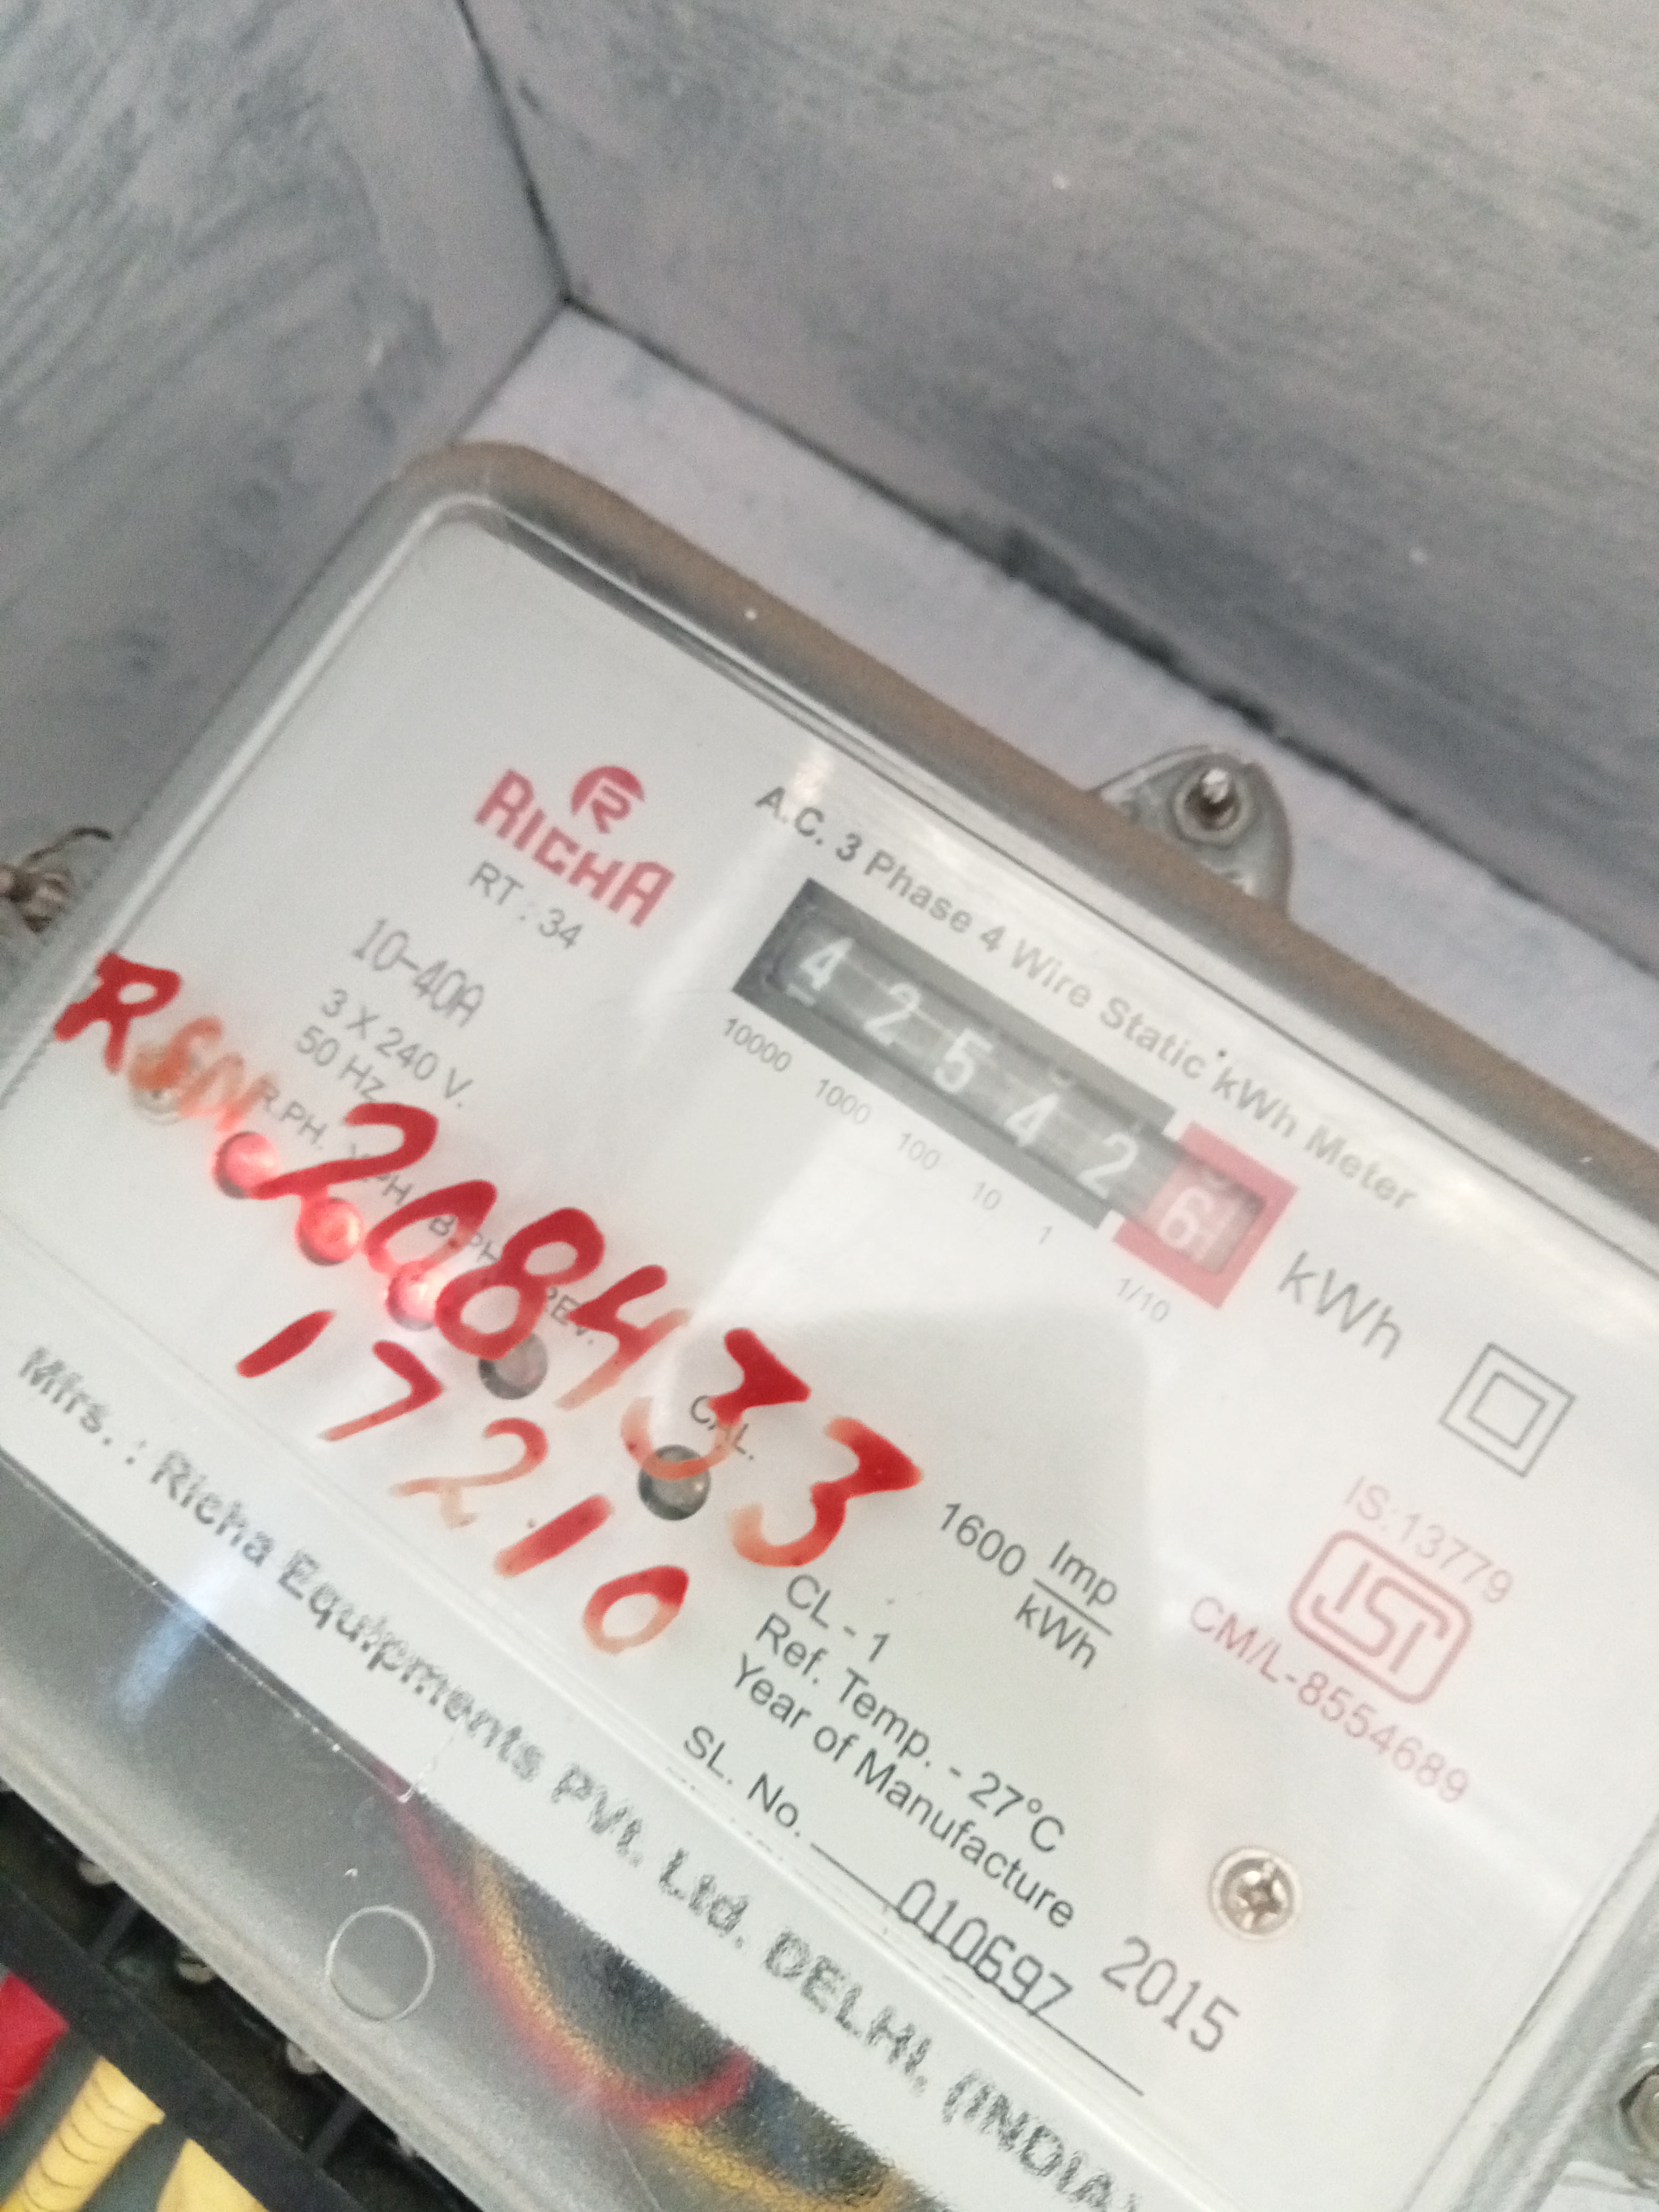 RICHA
RT : 34
A.C. 3 Phase 4 Wire Static kWh Meter
4 2 5 4 2 6
10000 1000 100 10 1 1/10
kWh
10-40A
3 X 240 V.
50 Hz
R.PH. Y.PH. B.PH. REV.
R
208433
17210
CAL.
1600 Imp/kWh
IS:13779
CM/L-8554689
CL - 1
Ref. Temp. - 27°C
Year of Manufacture 2015
SL. No. 010697
Mfrs. : Richa Equipments Pvt. Ltd. DELHI. (INDIA)